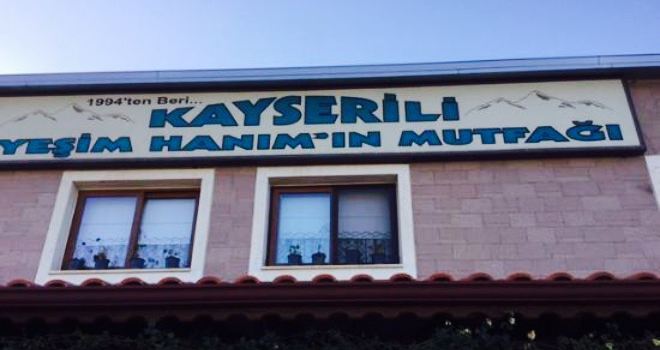 1994'ten Beri...
KAYSERİLİ
YEŞİM HANIM'IN MUTFAĞI